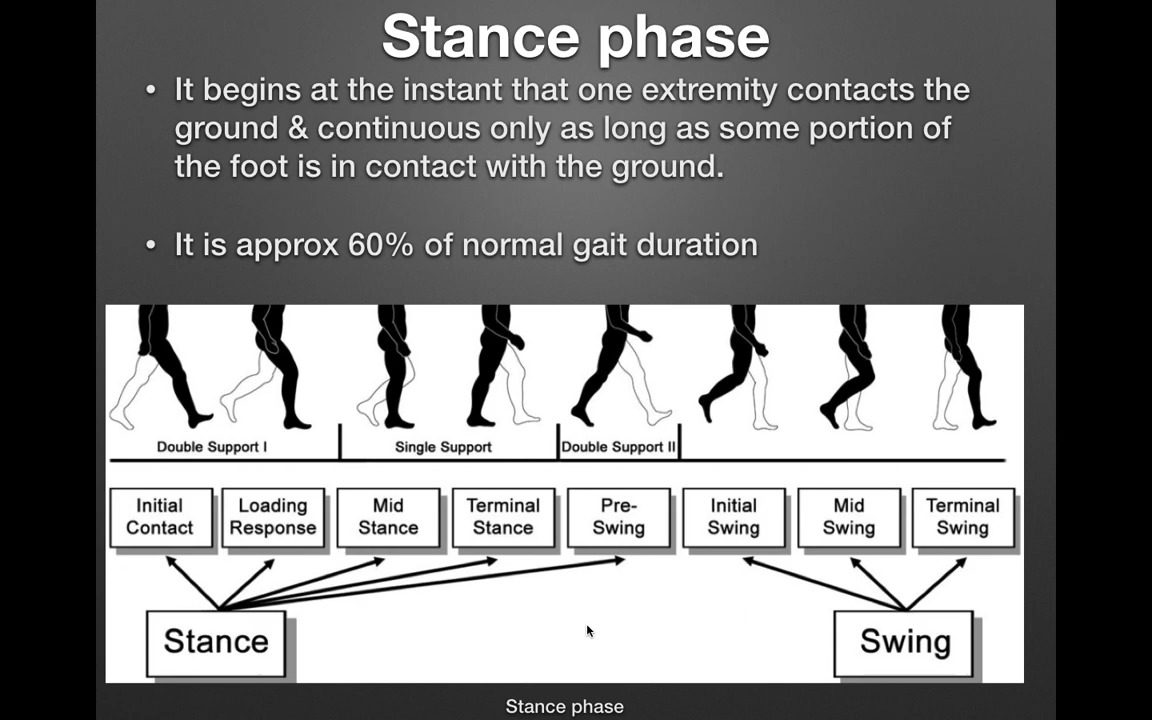 Stance phase
• It begins at the instant that one extremity contacts the
ground & continuous only as long as some portion of
the foot is in contact with the ground.
• It is approx 60% of normal gait duration
Double Support I
Single Support
Double Support II
Initial
Contact
Loading
Response
Mid
Stance
Terminal
Stance
Pre-
Swing
Initial
Swing
Mid
Swing
Terminal
Swing
Stance
Swing
Stance phase